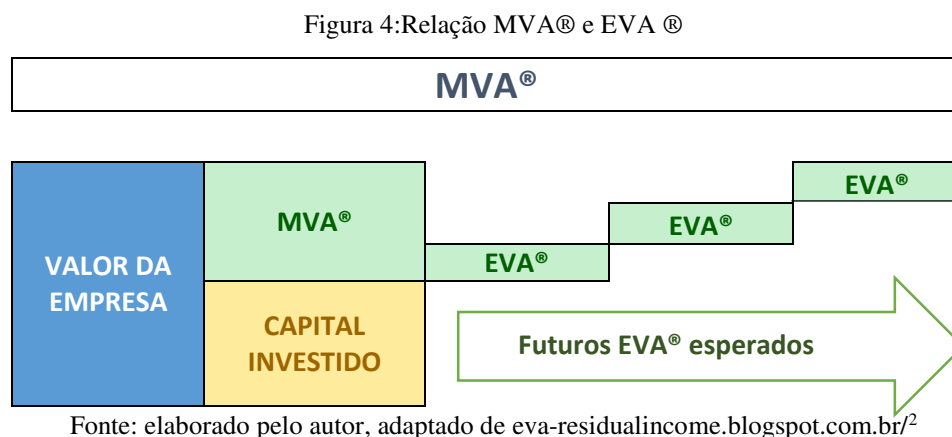 Figura 4:Relação MVA® e EVA ®
MVA®
VALOR DA
EMPRESA
MVA®
CAPITAL
INVESTIDO
EVA®
EVA®
EVA®
Futuros EVA® esperados
Fonte: elaborado pelo autor, adaptado de eva-residualincome.blogspot.com.br/²